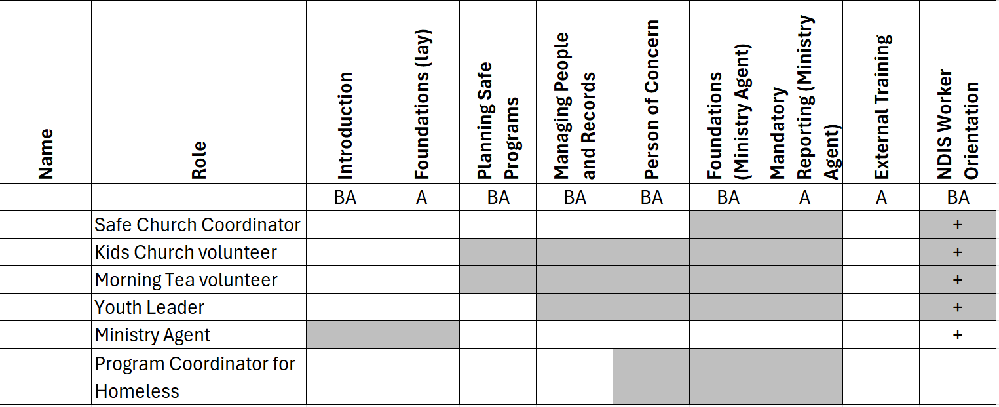 Name
Role
Introduction
Foundations (lay)
Planning Safe
Programs
Managing People
and Records
Person of Concern
Foundations
(Ministry Agent)
Mandatory
Reporting (Ministry
Agent)
External Training
NDIS Worker
Orientation
BA A BA BA BA BA A A BA
Safe Church Coordinator +
Kids Church volunteer +
Morning Tea volunteer +
Youth Leader +
Ministry Agent +
Program Coordinator for
Homeless